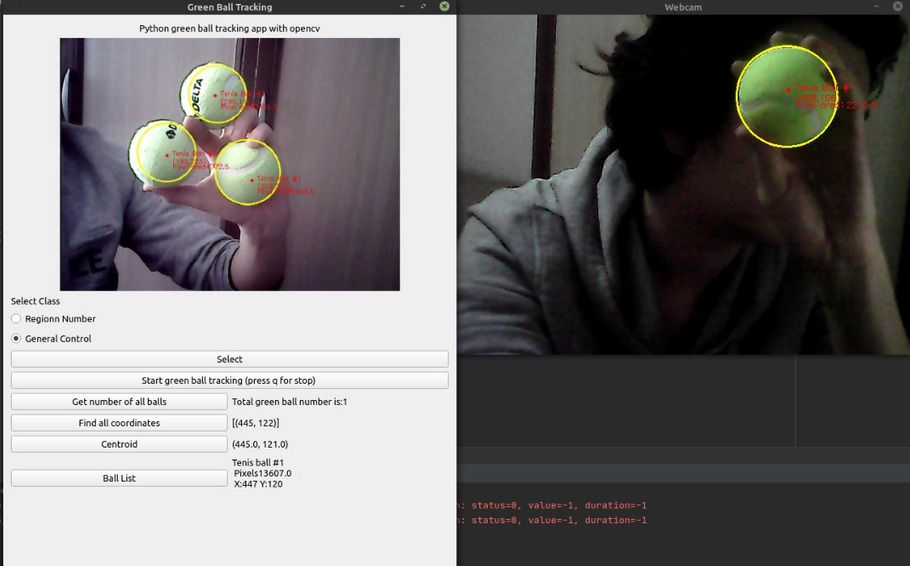 Green Ball Tracking
Webcam
Python green ball tracking app with opencv
DELTA
Tenis Ball #1
Select Class
Regionn Number
General Control
Select
Start green ball tracking (press q for stop)
Get number of all balls
Total green ball number is:1
Find all coordinates
[(445, 122)]
Centroid
(445.0, 121.0)
Ball List
Tenis ball #1
Pixels13607.0
X:447 Y:120
status=0, value=-1, duration=-1
status=0, value=-1, duration=-1